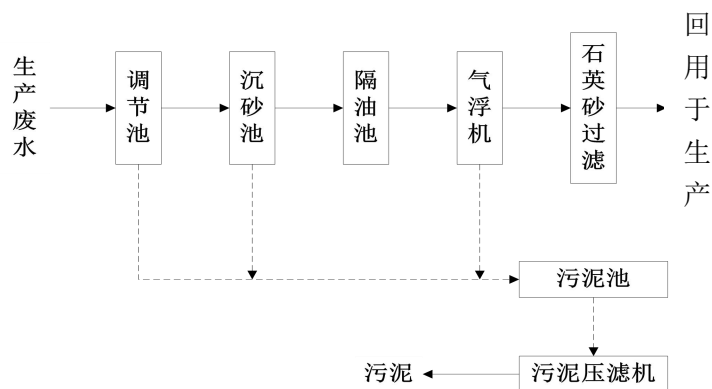 生产废水
调节池
沉砂池
隔油池
气浮机
石英砂过滤
回用于生产
污泥池
污泥压滤机
污泥